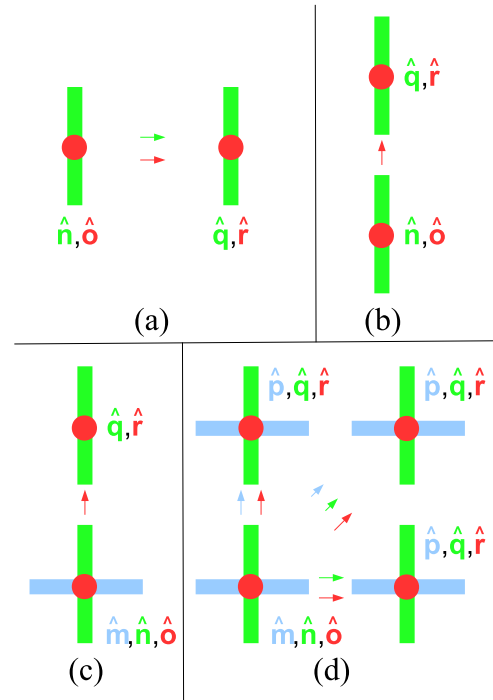 n̂,ô
q̂,r̂
(a)
q̂,r̂
n̂,ô
(b)
q̂,r̂
m̂,n̂,ô
(c)
p̂,q̂,r̂
p̂,q̂,r̂
p̂,q̂,r̂
m̂,n̂,ô
(d)